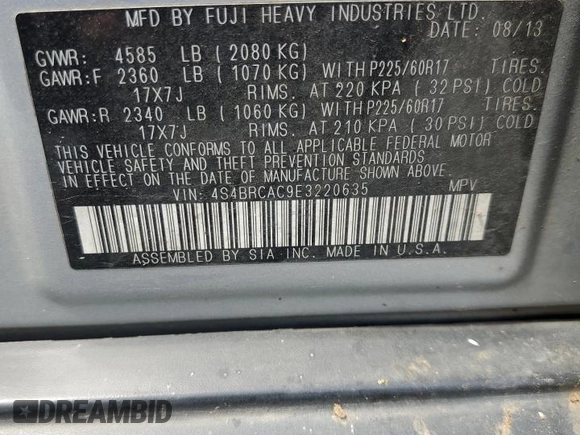 MFD BY FUJI HEAVY INDUSTRIES LTD.
DATE: 08/13
GVWR: 4585 LB ( 2080 KG)
GAWR:F 2360 LB ( 1070 KG) WITH P225/60R17 TIRES.
17X7J RIMS. AT 220 KPA ( 32 PSI) COLD
GAWR:R 2340 LB ( 1060 KG) WITH P225/60R17 TIRES.
17X7J RIMS. AT 210 KPA ( 30 PSI) COLD.
THIS VEHICLE CONFORMS TO ALL APPLICABLE FEDERAL MOTOR
VEHICLE SAFETY AND THEFT PREVENTION STANDARDS
IN EFFECT ON THE DATE OF MANUFACTURE SHOWN ABOVE.
VIN: 4S4BRCAC9E3220635 MPV
ASSEMBLED BY SIA INC. MADE IN U.S.A.
DREAMBID